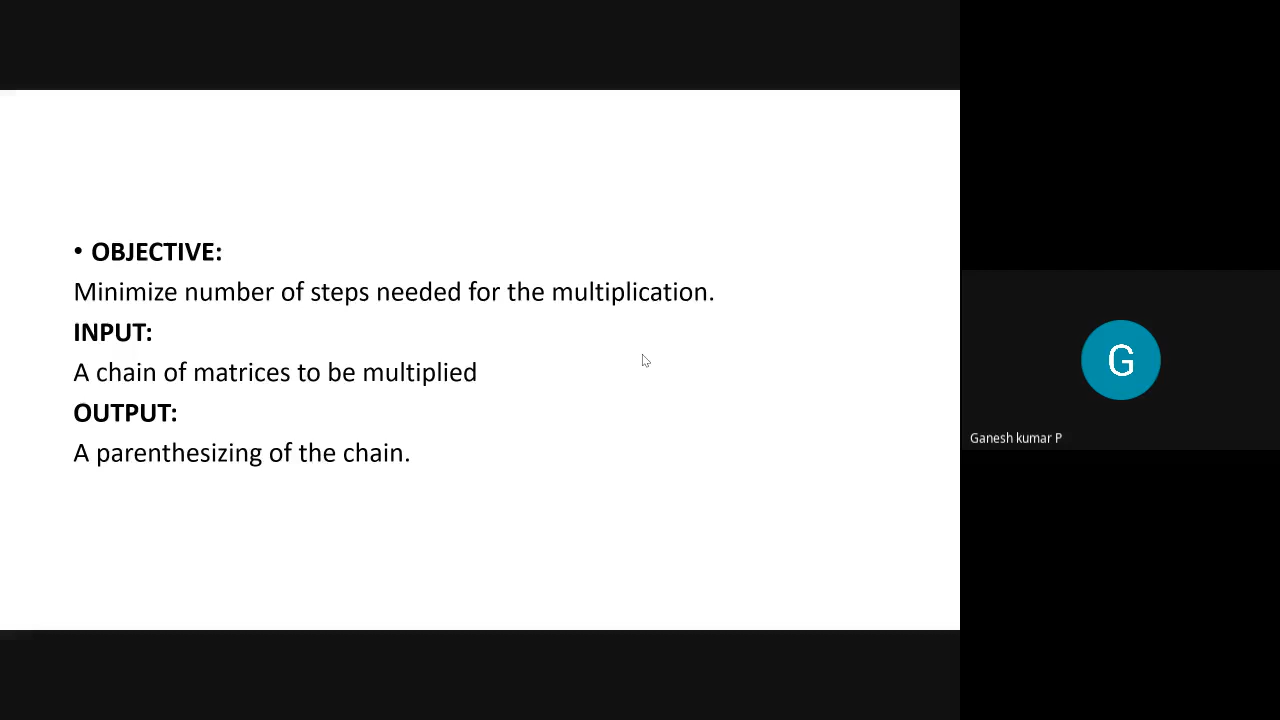 • OBJECTIVE:
Minimize number of steps needed for the multiplication.
INPUT:
A chain of matrices to be multiplied
OUTPUT:
A parenthesizing of the chain.
G
Ganesh kumar P